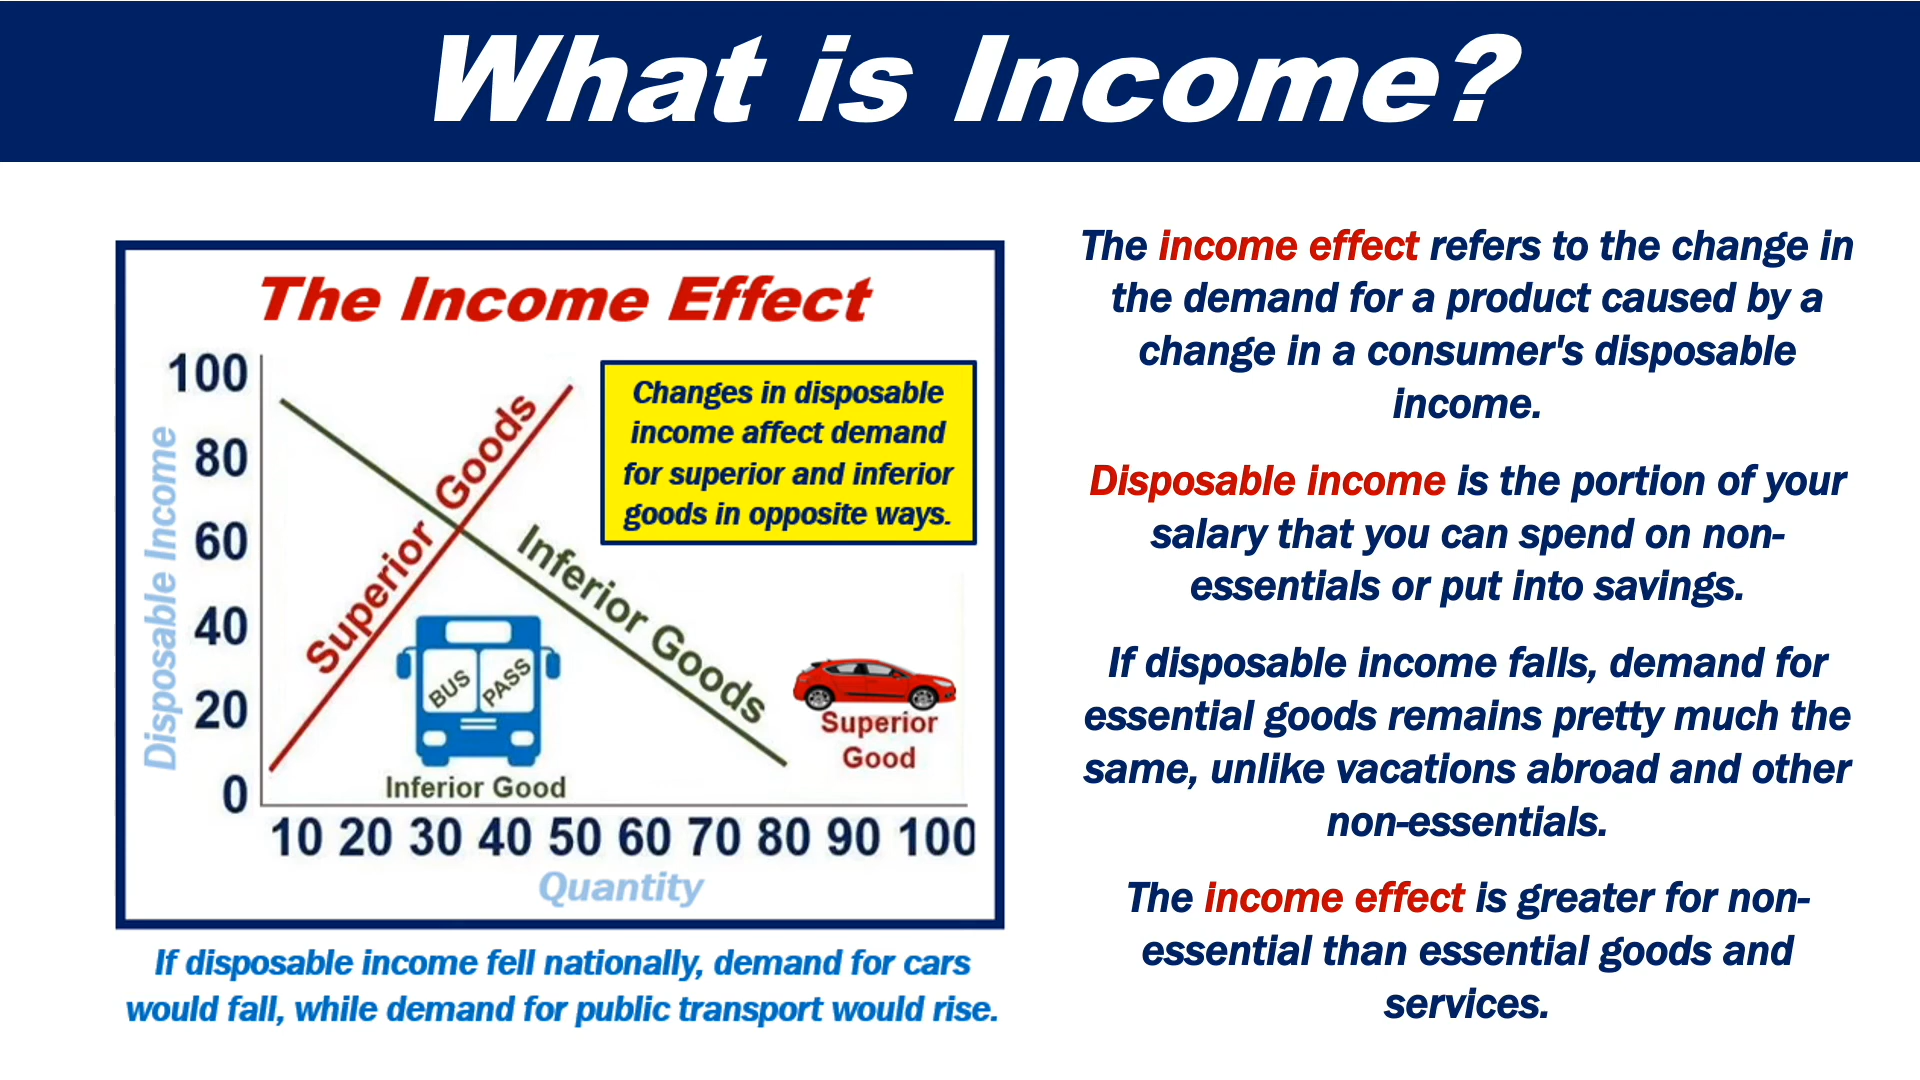 What is Income?
The Income Effect
100
80
60
40
20
0
Disposable Income
Superior Goods
Inferior Goods
Changes in disposable
income affect demand
for superior and inferior
goods in opposite ways.
BUS PASS
Inferior Good
Superior
Good
10 20 30 40 50 60 70 80 90 100
Quantity
If disposable income fell nationally, demand for cars
would fall, while demand for public transport would rise.
The income effect refers to the change in
the demand for a product caused by a
change in a consumer's disposable
income.
Disposable income is the portion of your
salary that you can spend on non-
essentials or put into savings.
If disposable income falls, demand for
essential goods remains pretty much the
same, unlike vacations abroad and other
non-essentials.
The income effect is greater for non-
essential than essential goods and
services.